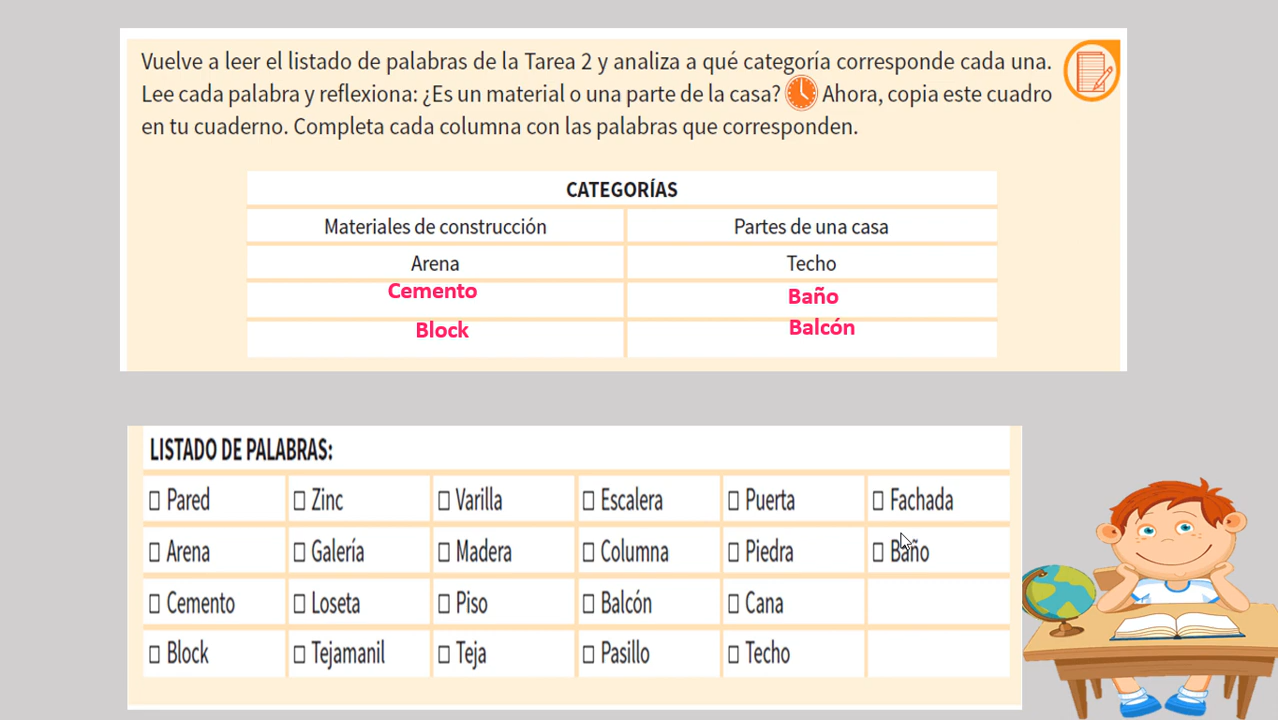 Vuelve a leer el listado de palabras de la Tarea 2 y analiza a qué categoría corresponde cada una.
Lee cada palabra y reflexiona: ¿Es un material o una parte de la casa? Ahora, copia este cuadro
en tu cuaderno. Completa cada columna con las palabras que corresponden.
CATEGORÍAS
Materiales de construcción Partes de una casa
Arena Techo
Cemento Baño
Block Balcón
LISTADO DE PALABRAS:
Pared Zinc Varilla Escalera Puerta Fachada
Arena Galería Madera Columna Piedra Baño
Cemento Loseta Piso Balcón Cana
Block Tejamanil Teja Pasillo Techo